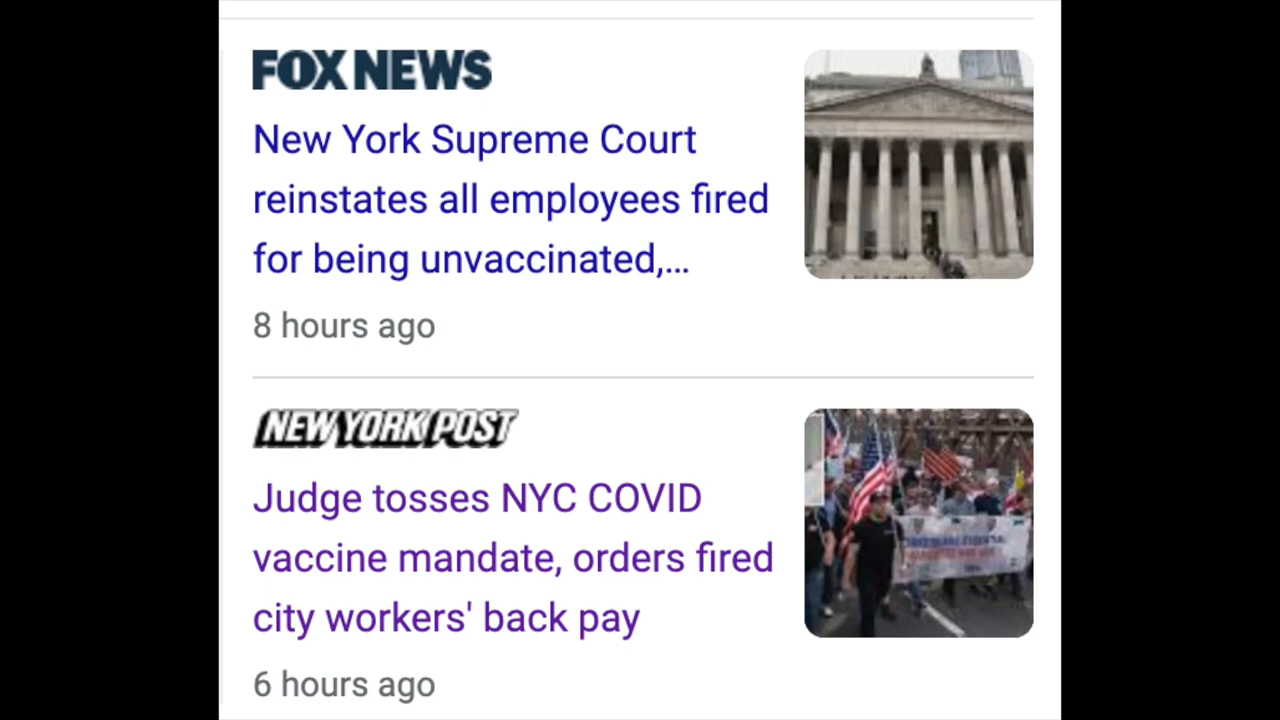 FOX NEWS
New York Supreme Court
reinstates all employees fired
for being unvaccinated,...
8 hours ago
NEW YORK POST
Judge tosses NYC COVID
vaccine mandate, orders fired
city workers' back pay
6 hours ago